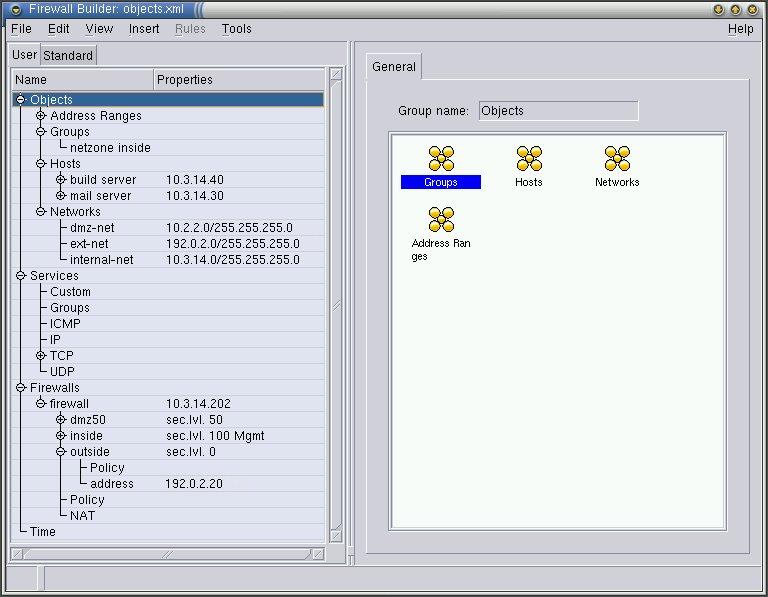 Firewall Builder: objects.xml
File Edit View Insert Rules Tools Help
User Standard
Name Properties
Objects
Address Ranges
Groups
netzone inside
Hosts
build server 10.3.14.40
mail server 10.3.14.30
Networks
dmz-net 10.2.2.0/255.255.255.0
ext-net 192.0.2.0/255.255.255.0
internal-net 10.3.14.0/255.255.255.0
Services
Custom
Groups
ICMP
IP
TCP
UDP
Firewalls
firewall 10.3.14.202
dmz50 sec.lvl. 50
inside sec.lvl. 100 Mgmt
outside sec.lvl. 0
Policy
address 192.0.2.20
Policy
NAT
Time
General
Group name: Objects
Groups Hosts Networks
Address Ran
ges